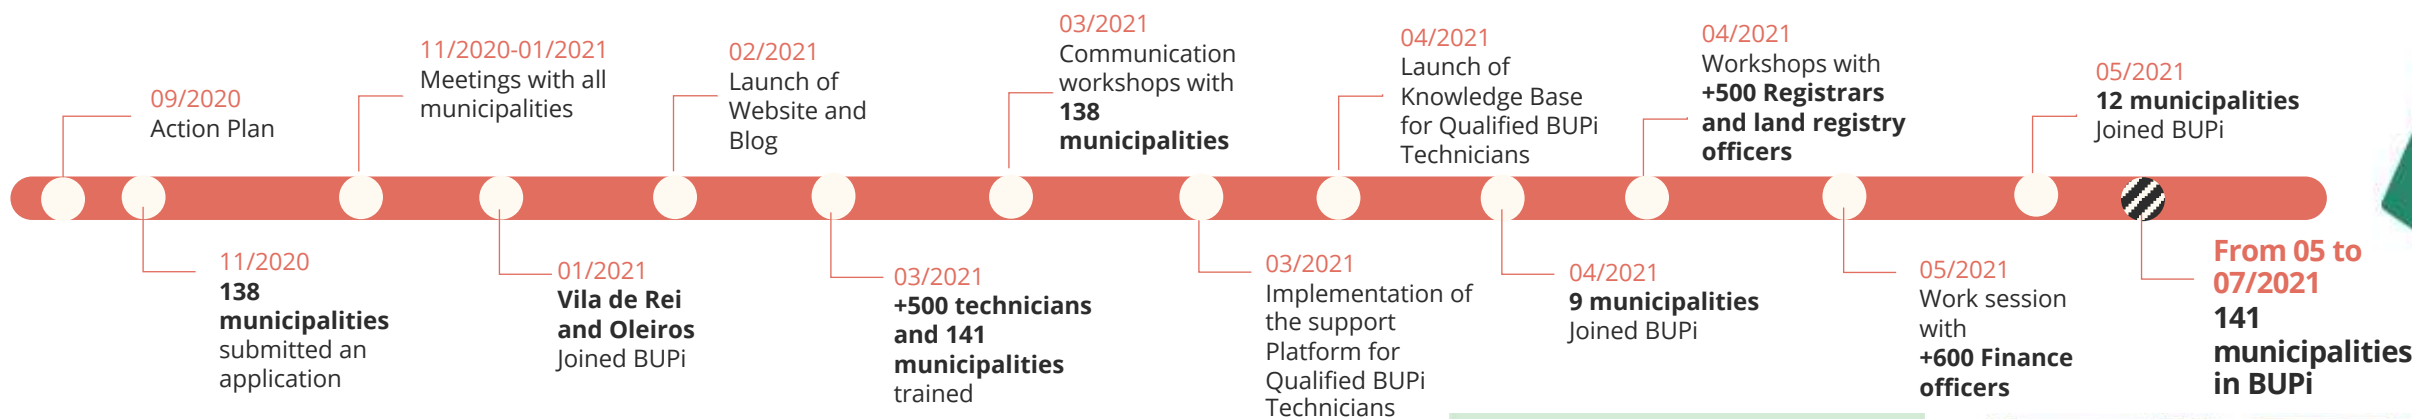 09/2020
Action Plan
11/2020
138
municipalities
submitted an
application
11/2020-01/2021
Meetings with all
municipalities
01/2021
Vila de Rei
and Oleiros
Joined BUPi
02/2021
Launch of
Website and
Blog
03/2021
+500 technicians
and 141
municipalities
trained
03/2021
Communication
workshops with
138
municipalities
03/2021
Implementation of
the support
Platform for
Qualified BUPi
Technicians
04/2021
Launch of
Knowledge Base
for Qualified BUPi
Technicians
04/2021
9 municipalities
Joined BUPi
04/2021
Workshops with
+500 Registrars
and land registry
officers
05/2021
Work session
with
+600 Finance
officers
05/2021
12 municipalities
Joined BUPi
From 05 to
07/2021
141
municipalities
in BUPi